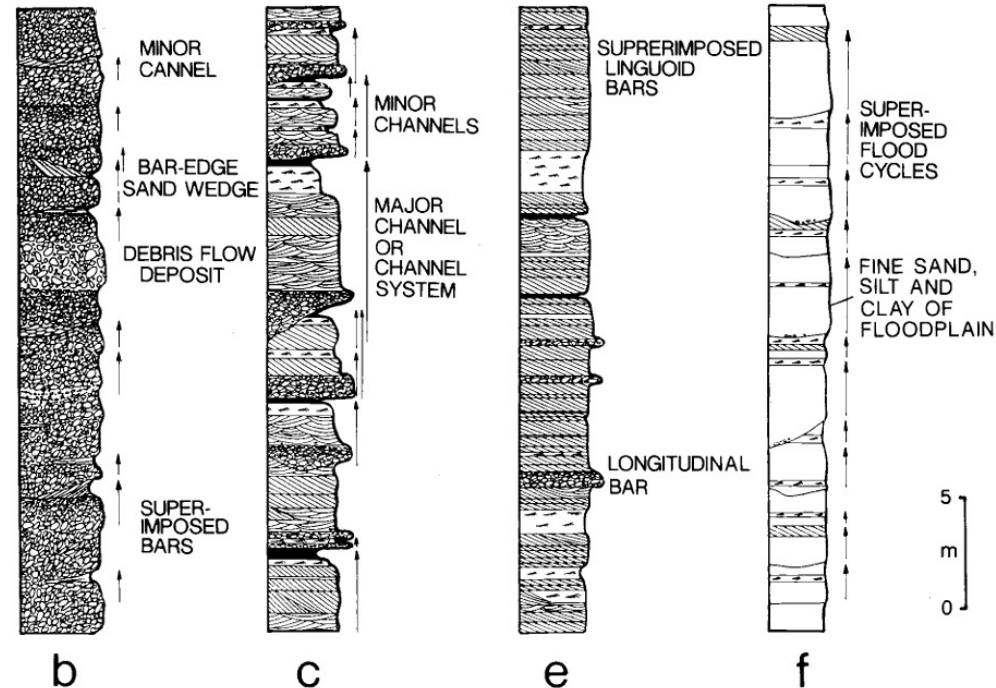 MINOR
CANNEL
BAR-EDGE
SAND WEDGE
DEBRIS FLOW
DEPOSIT
SUPER-
IMPOSED
BARS
b
MINOR
CHANNELS
MAJOR
CHANNEL
OR
CHANNEL
SYSTEM
c
SUPRERIMPOSED
LINGUOID
BARS
LONGITUDINAL
BAR
e
SUPER-
IMPOSED
FLOOD
CYCLES
FINE SAND,
SILT AND
CLAY OF
FLOODPLAIN
f
5
m
0